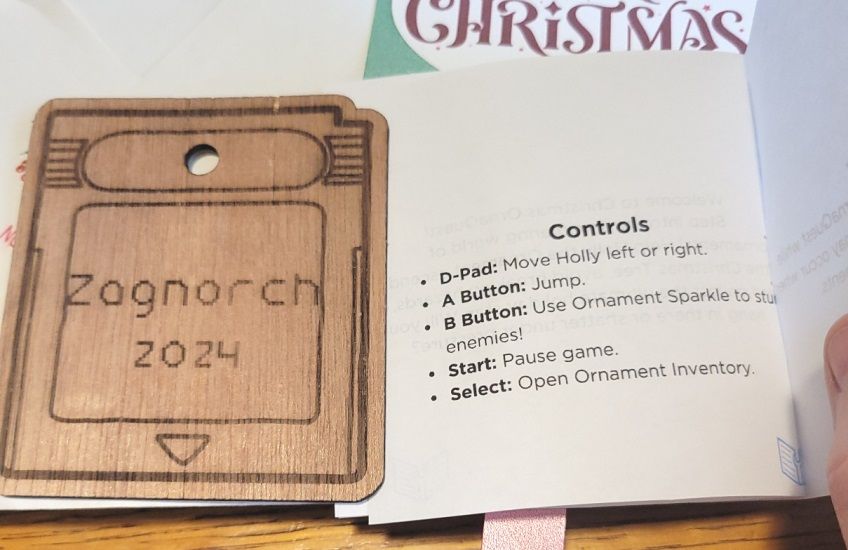 CHRISTMAS
Zagnorch
2024
Controls
• D-Pad: Move Holly left or right.
• A Button: Jump.
• B Button: Use Ornament Sparkle to stun
enemies!
• Start: Pause game.
• Select: Open Ornament Inventory.